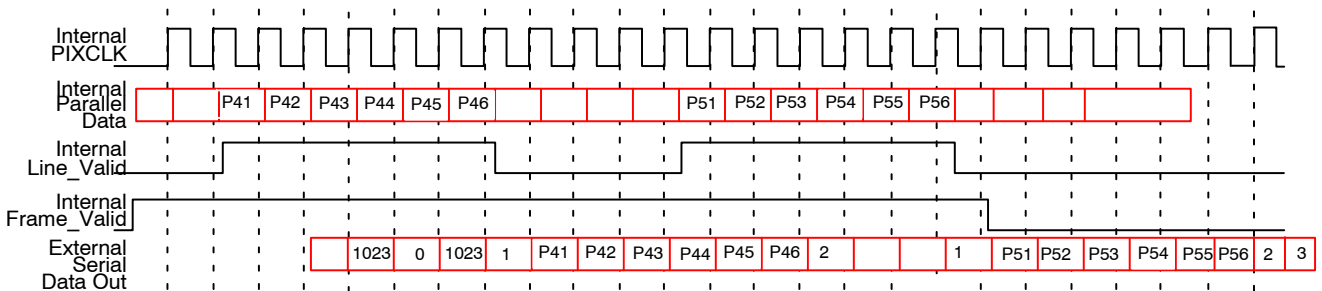 Internal
PIXCLK
Internal
Parallel
Data
P41 P42 P43 P44 P45 P46 P51 P52 P53 P54 P55 P56
Internal
Line_Valid
Internal
Frame_Valid
External
Serial
Data Out
1023 0 1023 1 P41 P42 P43 P44 P45 P46 2 1 P51 P52 P53 P54 P55 P56 2 3